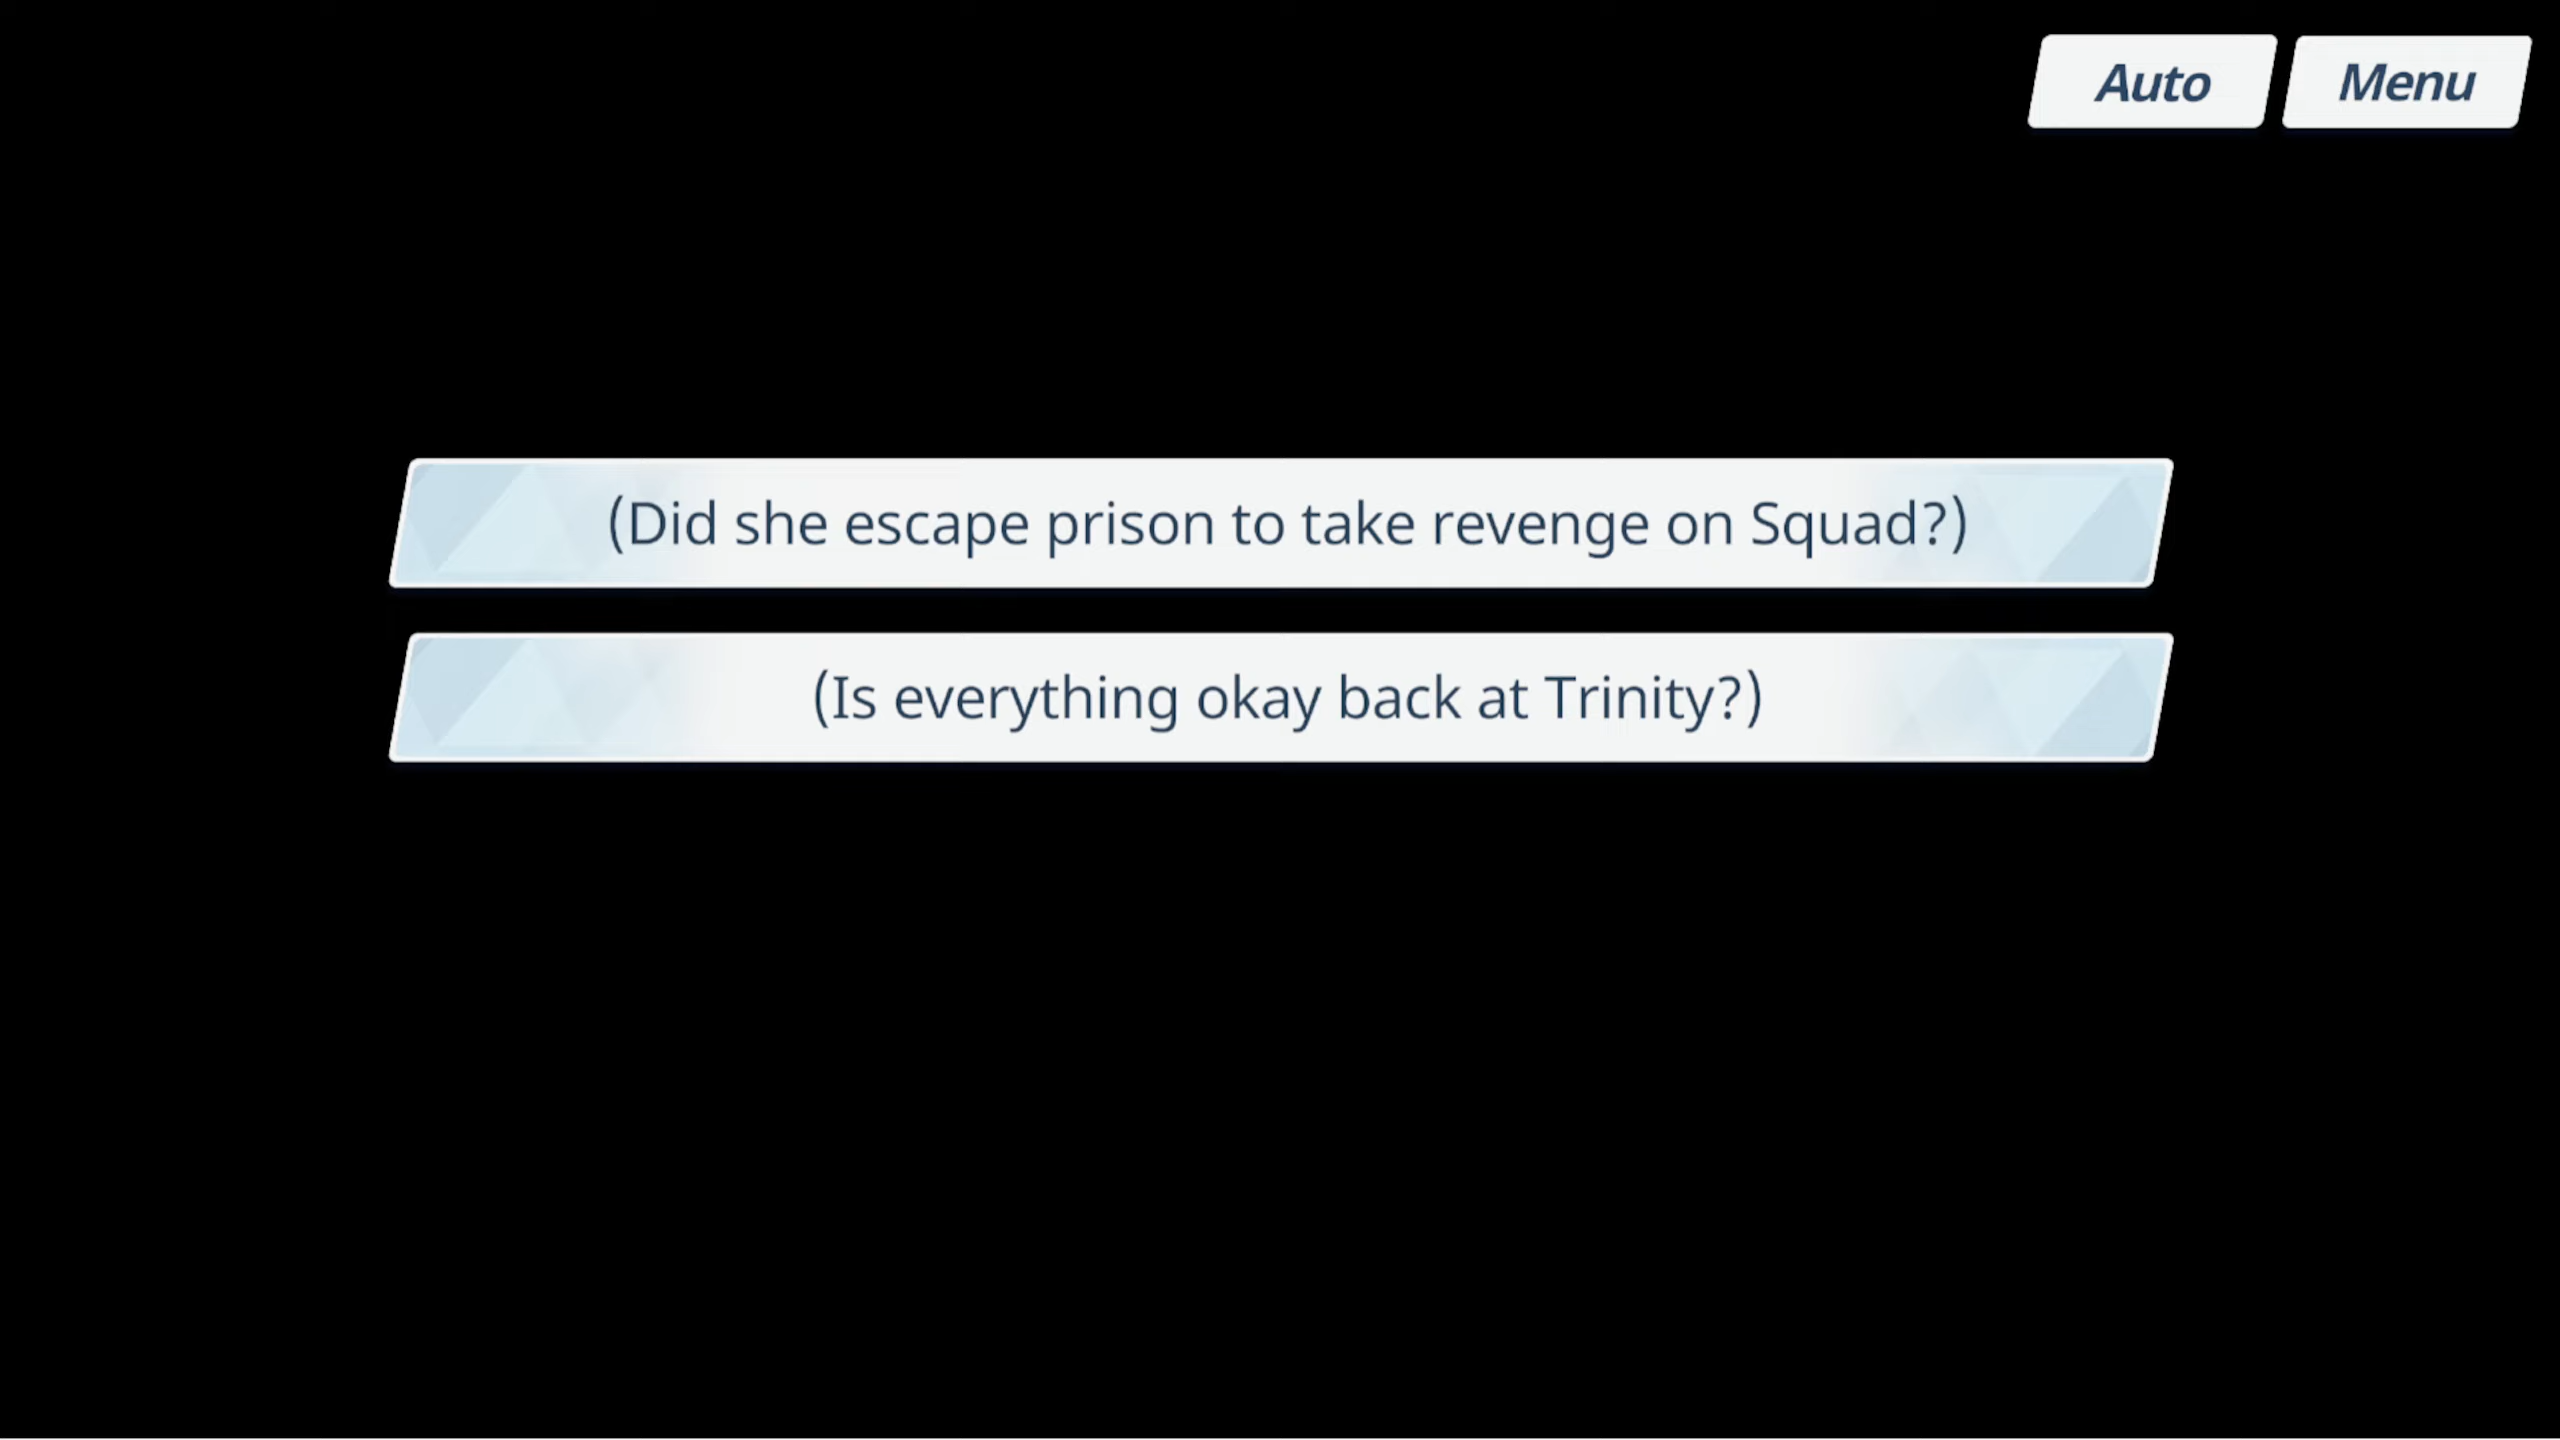 Auto Menu
(Did she escape prison to take revenge on Squad?)
(Is everything okay back at Trinity?)